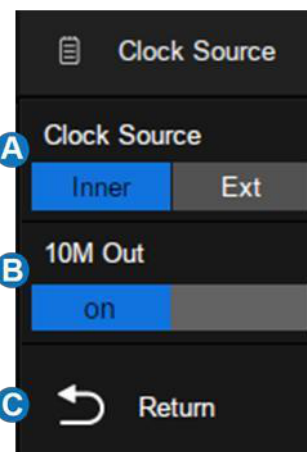 Clock Source
A
Clock Source
Inner Ext
10M Out
B
on
C
Return